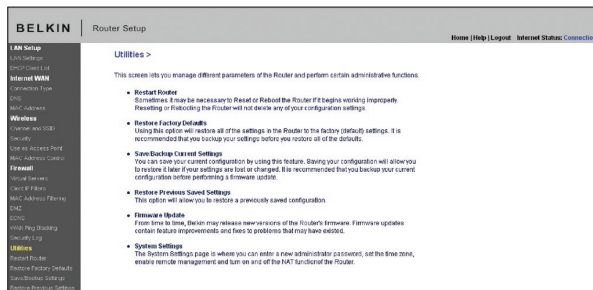 BELKIN
Router Setup
Home | Help | Logout Internet Status: Connectio
LAN Setup
LAN Settings
DHCP Client List
Internet WAN
Connection Type
DNS
MAC Address
Wireless
Channel and SSID
Security
Use as Access Point
MAC Address Control
Firewall
Virtual Servers
Client IP Filters
MAC Address Filtering
DMZ
DDNS
WAN Ping Blocking
Security Log
Utilities
Restart Router
Restore Factory Defaults
Save/Backup Settings
Restore Previous Settings
Utilities >
This screen lets you manage different parameters of the Router and perform certain administrative functions.
• Restart Router
Sometimes it may be necessary to Reset or Reboot the Router if it begins working improperly.
Resetting or Rebooting the Router will not delete any of your configuration settings.
• Restore Factory Defaults
Using this option will restore all of the settings in the Router to the factory (default) settings. It is
recommended that you backup your settings before you restore all of the defaults.
• Save/Backup Current Settings
You can save your current configuration by using this feature. Saving your configuration will allow you
to restore it later if your settings are lost or changed. It is recommended that you backup your current
configuration before performing a firmware update.
• Restore Previous Saved Settings
This option will allow you to restore a previously saved configuration.
• Firmware Update
From time to time, Belkin may release new versions of the Router's firmware. Firmware updates
contain feature improvements and fixes to problems that may have existed.
• System Settings
The System Settings page is where you can enter a new administrator password, set the time zone,
enable remote management and turn on and off the NAT function of the Router.